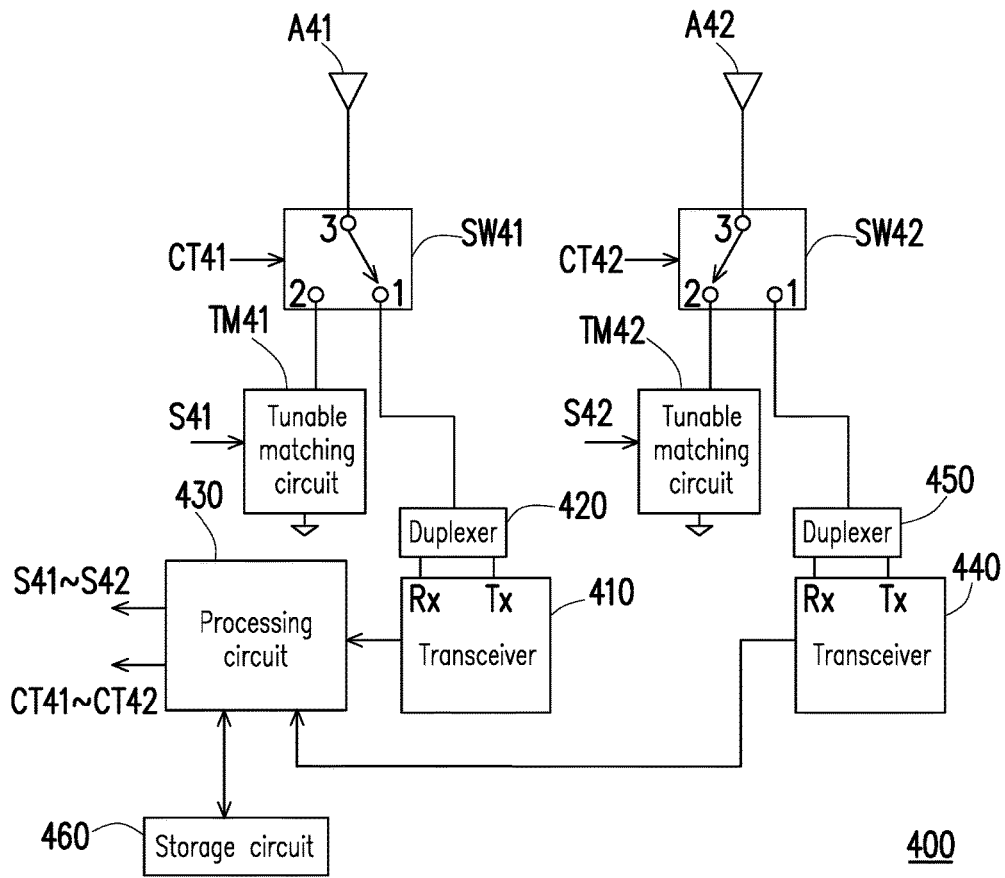 A41
A42
3
SW41
3
SW42
CT41
CT42
2
1
2
1
TM41
TM42
S41
Tunable
matching
circuit
S42
Tunable
matching
circuit
430
420
450
Duplexer
Duplexer
S41~S42
Rx
Tx
410
Rx
Tx
440
Processing
circuit
Transceiver
Transceiver
CT41~CT42
460
Storage circuit
400